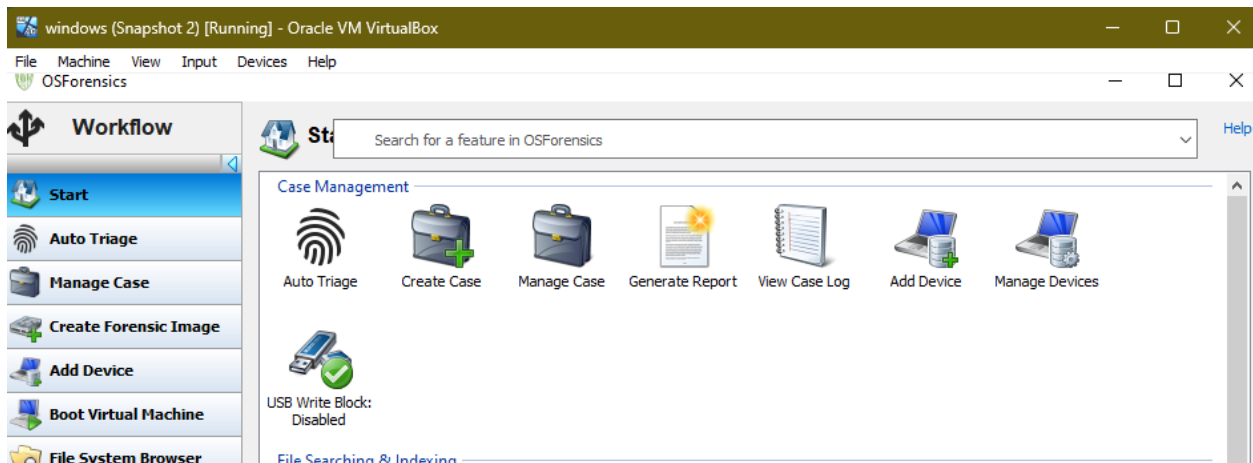 windows (Snapshot 2) [Running] - Oracle VM VirtualBox
File Machine View Input Devices Help
OSForensics
Workflow
Sta
Search for a feature in OSForensics
Help
Start
Auto Triage
Manage Case
Create Forensic Image
Add Device
Boot Virtual Machine
File System Browser
Case Management
Auto Triage
Create Case
Manage Case
Generate Report
View Case Log
Add Device
Manage Devices
USB Write Block:
Disabled
File Searching & Indexing